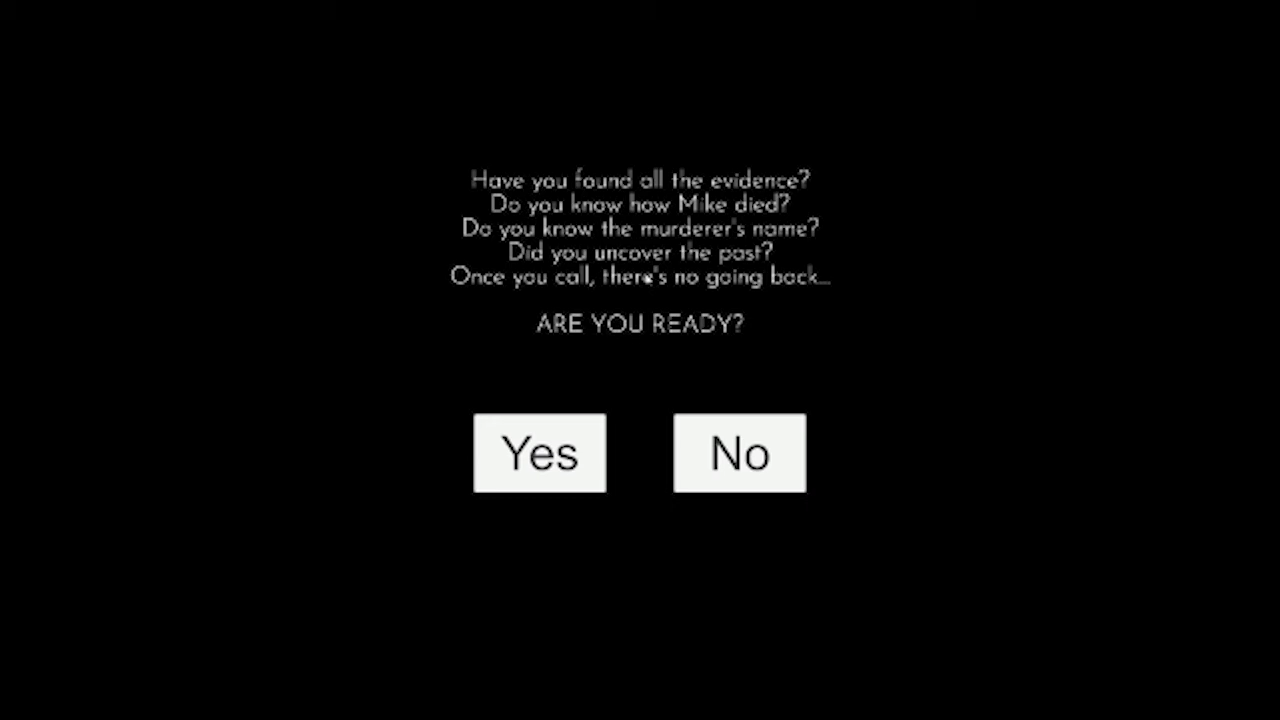 Have you found all the evidence?
Do you know how Mike died?
Do you know the murderer's name?
Did you uncover the past?
Once you call, there's no going back...
ARE YOU READY?
Yes No